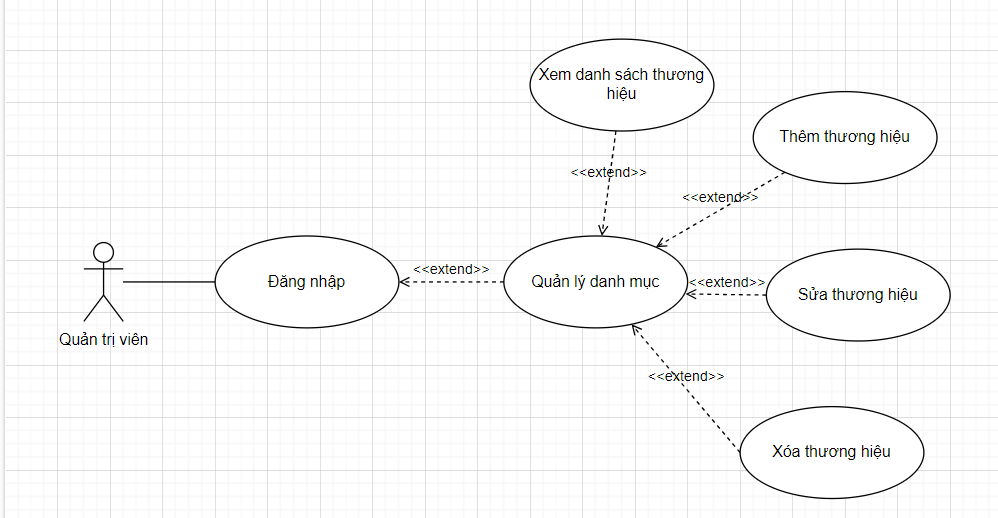 Xem danh sách thương
hiệu
Thêm thương hiệu
<<extend>>
<<extend>>
Đăng nhập
<<extend>>
Quản lý danh mục
<<extend>>
Sửa thương hiệu
Quản trị viên
<<extend>>
Xóa thương hiệu